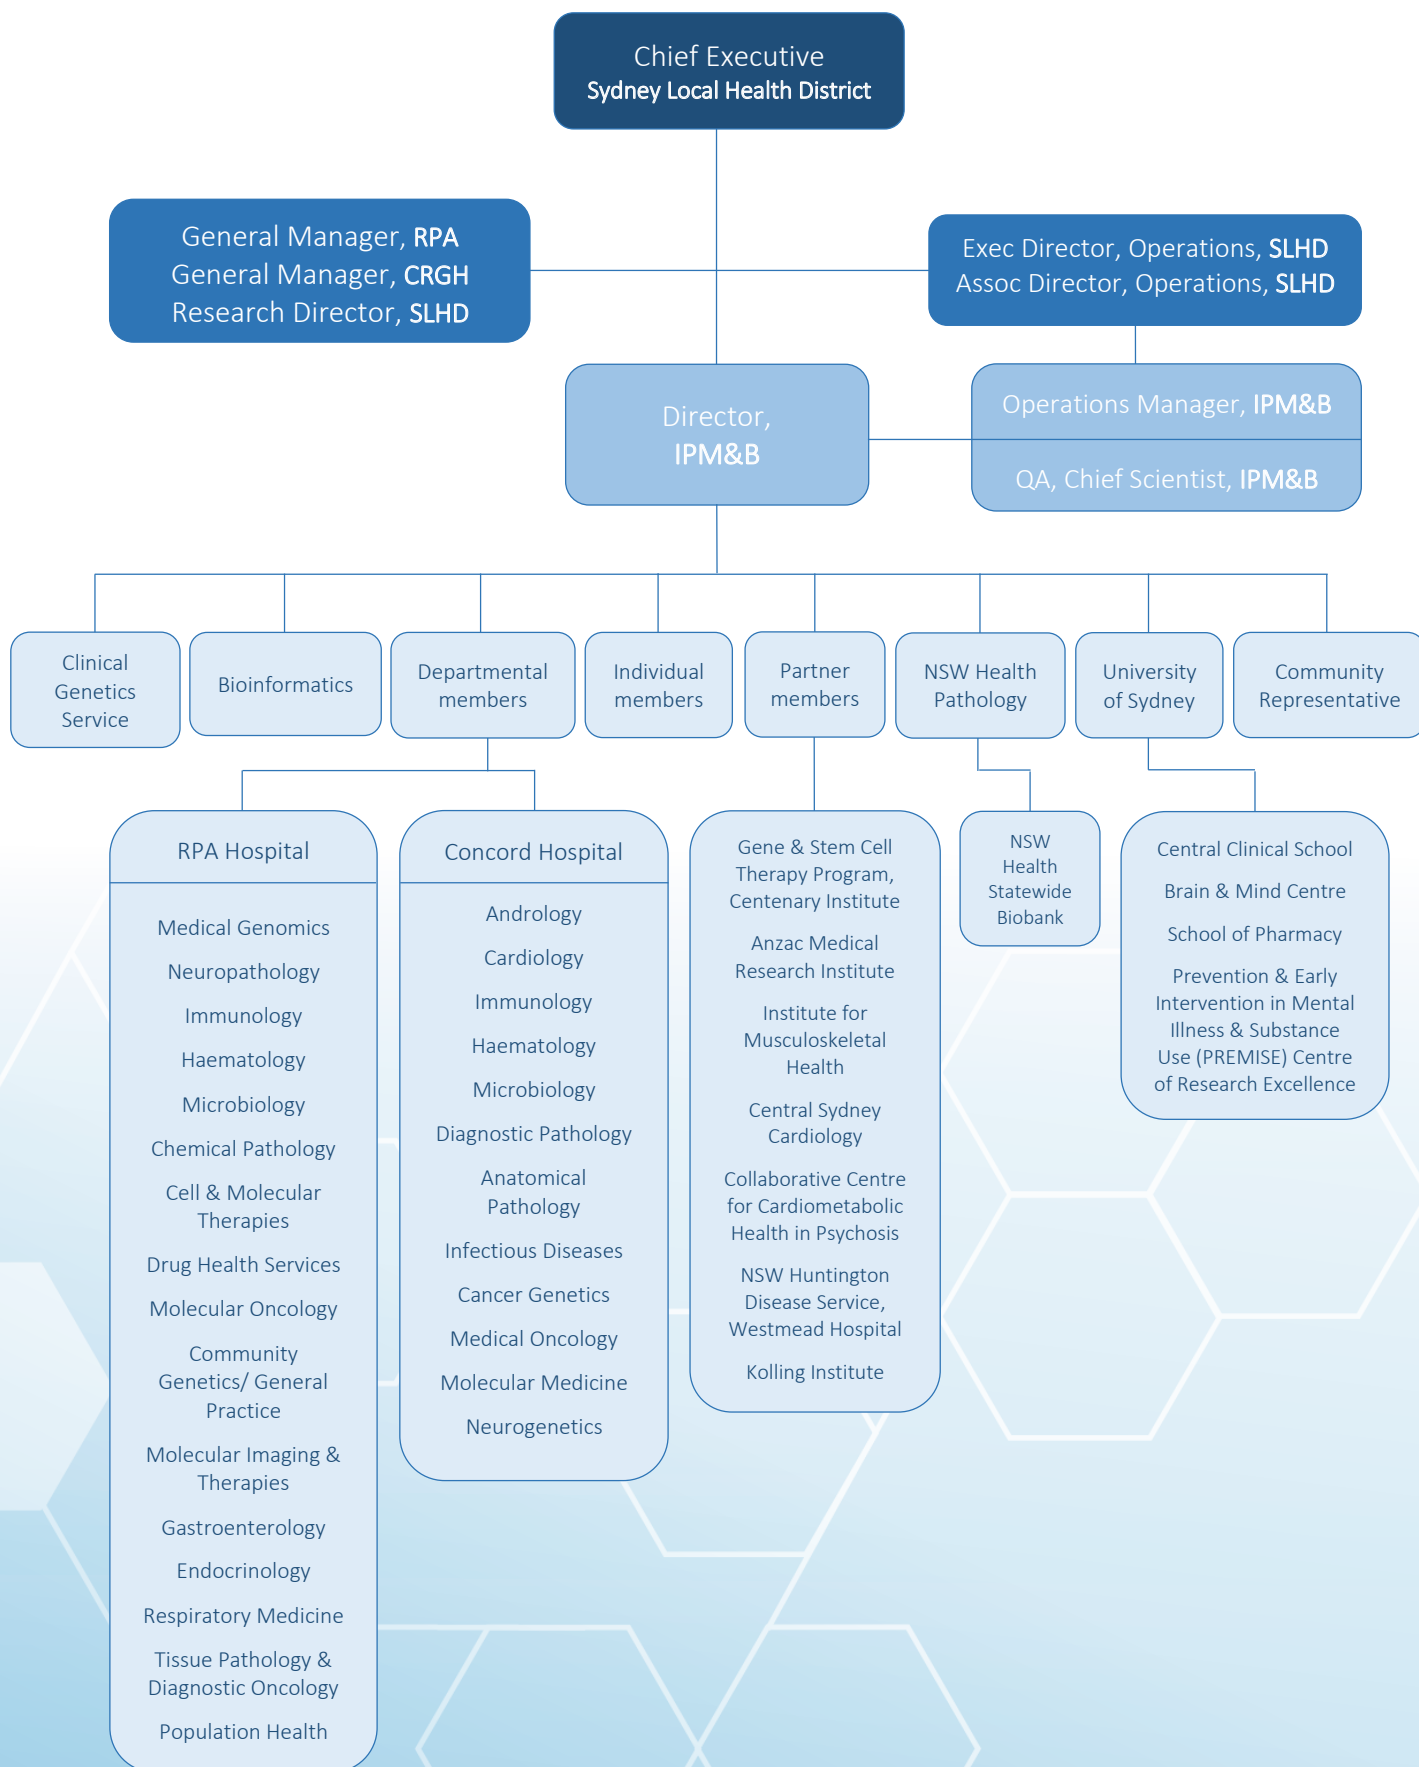 Chief Executive
Sydney Local Health District
General Manager, RPA
General Manager, CRGH
Research Director, SLHD
Exec Director, Operations, SLHD
Assoc Director, Operations, SLHD
Director,
IPM&B
Operations Manager, IPM&B
QA, Chief Scientist, IPM&B
Clinical
Genetics
Service
Bioinformatics
Departmental
members
Individual
members
Partner
members
NSW Health
Pathology
University
of Sydney
Community
Representative
RPA Hospital
Medical Genomics
Neuropathology
Immunology
Haematology
Microbiology
Chemical Pathology
Cell & Molecular
Therapies
Drug Health Services
Molecular Oncology
Community
Genetics/ General
Practice
Molecular Imaging &
Therapies
Gastroenterology
Endocrinology
Respiratory Medicine
Tissue Pathology &
Diagnostic Oncology
Population Health
Concord Hospital
Andrology
Cardiology
Immunology
Haematology
Microbiology
Diagnostic Pathology
Anatomical
Pathology
Infectious Diseases
Cancer Genetics
Medical Oncology
Molecular Medicine
Neurogenetics
Gene & Stem Cell
Therapy Program,
Centenary Institute
Anzac Medical
Research Institute
Institute for
Musculoskeletal
Health
Central Sydney
Cardiology
Collaborative Centre
for Cardiometabolic
Health in Psychosis
NSW Huntington
Disease Service,
Westmead Hospital
Kolling Institute
NSW
Health
Statewide
Biobank
Central Clinical School
Brain & Mind Centre
School of Pharmacy
Prevention & Early
Intervention in Mental
Illness & Substance
Use (PREMISE) Centre
of Research Excellence